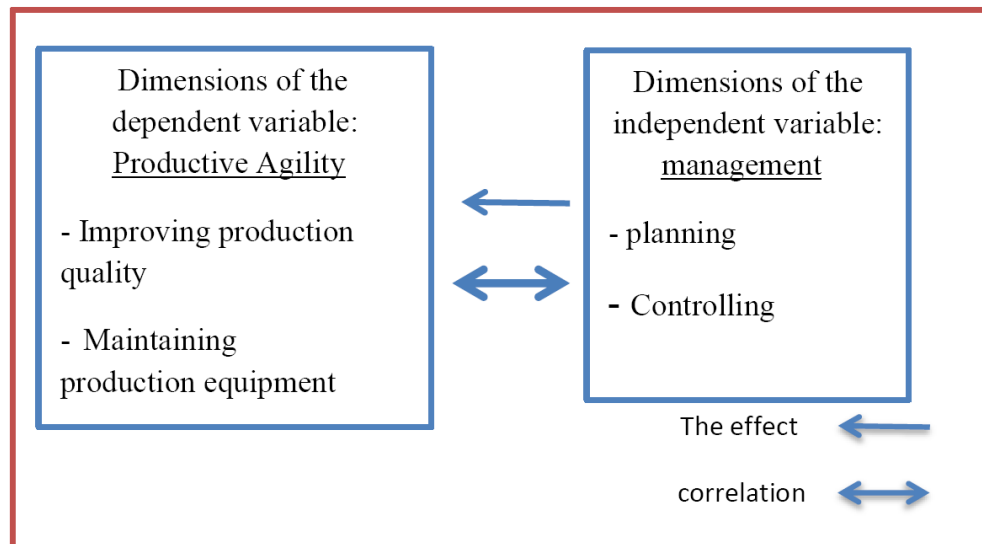 Dimensions of the
dependent variable:
Productive Agility
- Improving production
quality
- Maintaining
production equipment
Dimensions of the
independent variable:
management
- planning
- Controlling
The effect
correlation